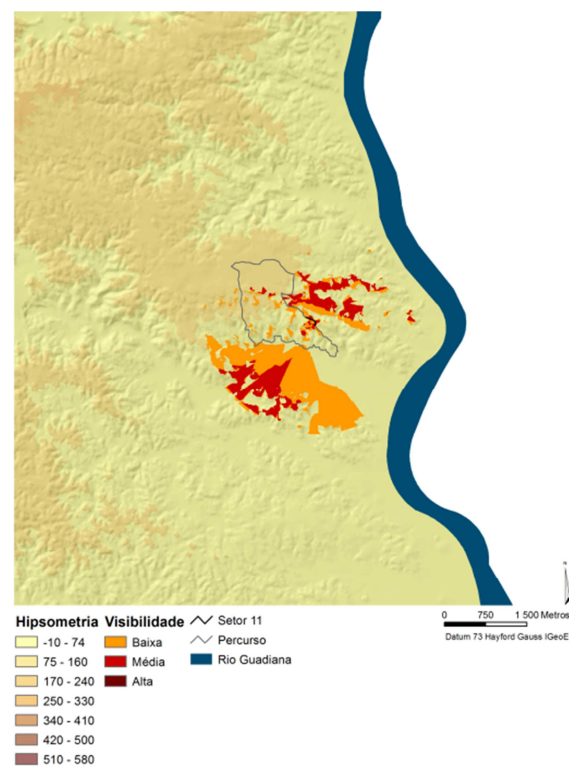 N
0 750 1 500 Metros
Datum 73 Hayford Gauss IGeoE
Hipsometria
-10 - 74
75 - 160
170 - 240
250 - 330
340 - 410
420 - 500
510 - 580
Visibilidade
Baixa
Média
Alta
Setor 11
Percurso
Rio Guadiana